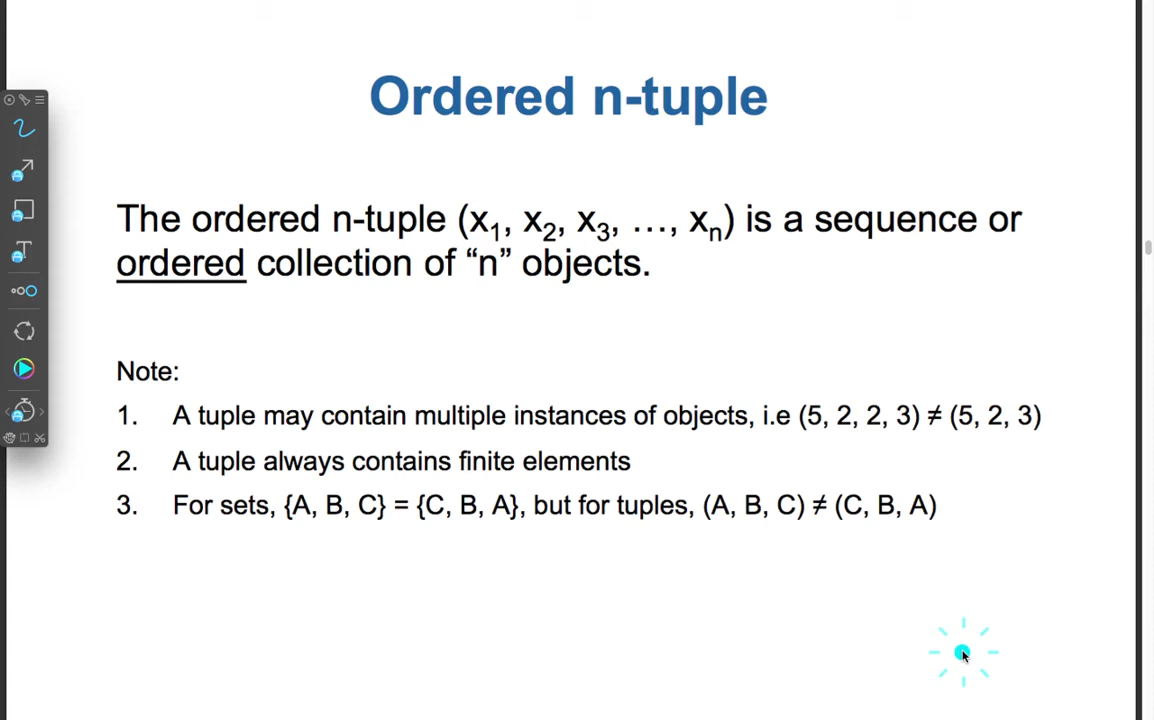 Ordered n-tuple
The ordered n-tuple (x₁, x₂, x₃, …, xₙ) is a sequence or
ordered collection of “n” objects.
Note:
1. A tuple may contain multiple instances of objects, i.e (5, 2, 2, 3) ≠ (5, 2, 3)
2. A tuple always contains finite elements
3. For sets, {A, B, C} = {C, B, A}, but for tuples, (A, B, C) ≠ (C, B, A)